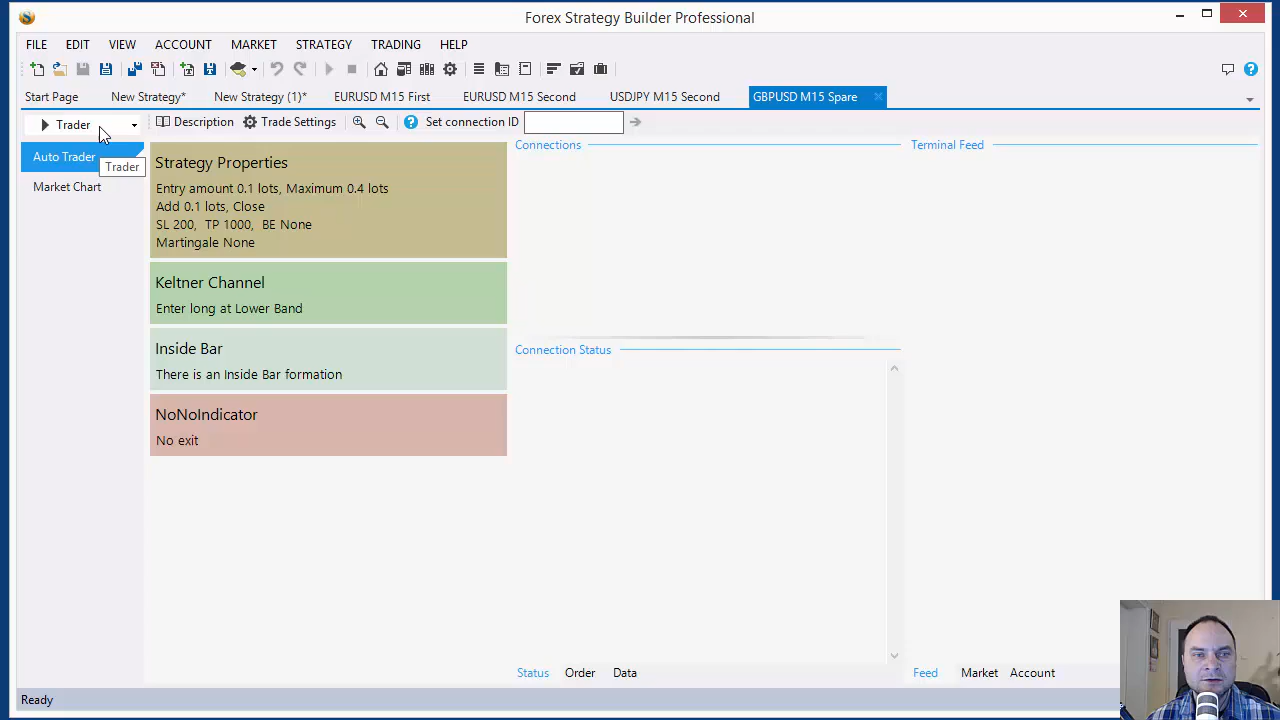 Forex Strategy Builder Professional
FILE EDIT VIEW ACCOUNT MARKET STRATEGY TRADING HELP
Start Page New Strategy* New Strategy (1)* EURUSD M15 First EURUSD M15 Second USDJPY M15 Second GBPUSD M15 Spare
Trader Description Trade Settings Set connection ID
Auto Trader
Trader
Market Chart
Strategy Properties
Entry amount 0.1 lots, Maximum 0.4 lots
Add 0.1 lots, Close
SL 200, TP 1000, BE None
Martingale None
Keltner Channel
Enter long at Lower Band
Inside Bar
There is an Inside Bar formation
NoNoIndicator
No exit
Connections
Connection Status
Status Order Data
Terminal Feed
Feed Market Account
Ready